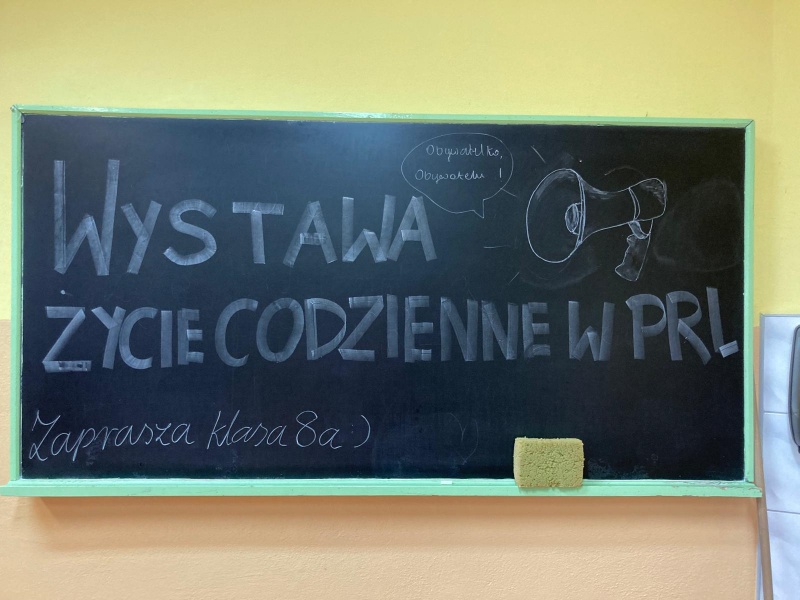 Obywatelko,
Obywatelu !
WYSTAWA
ŻYCIE CODZIENNE W PRL
Zaprasza klasa 8a :)